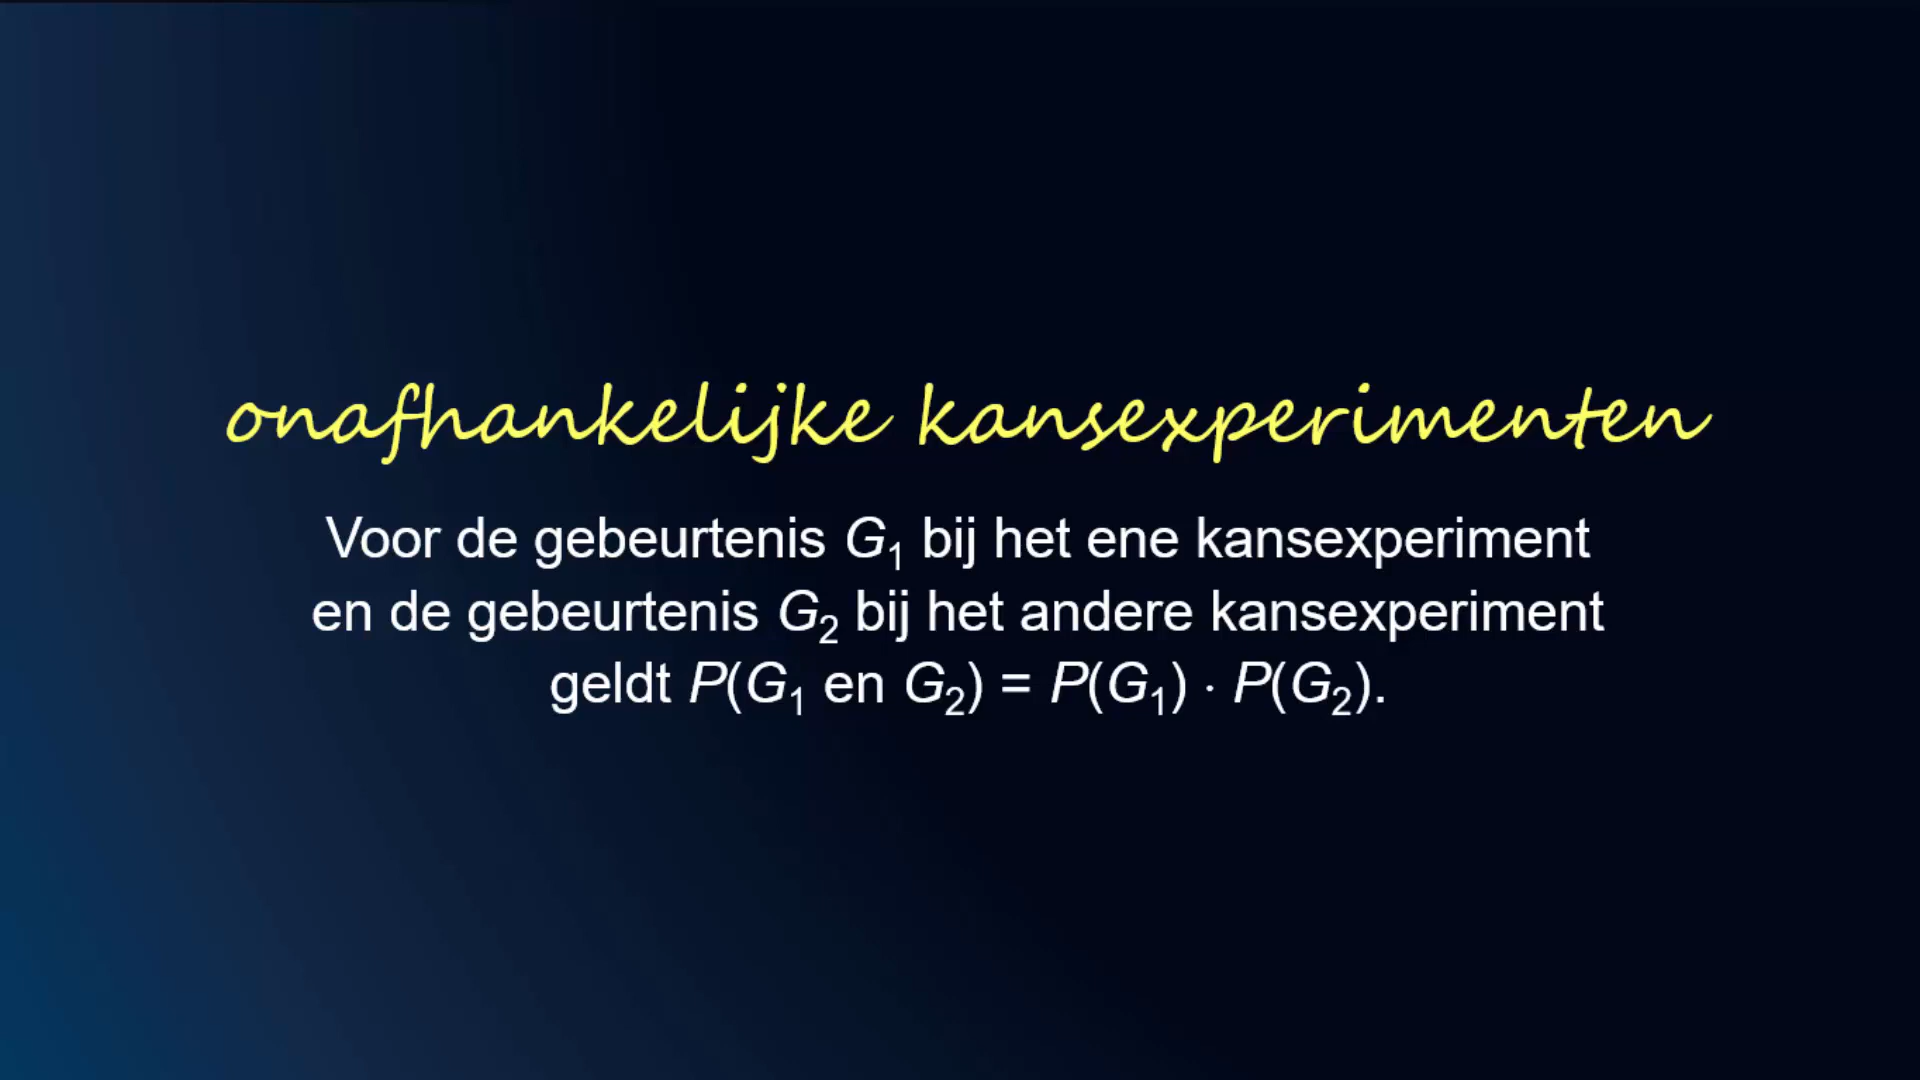 onafhankelijke kansexperimenten
Voor de gebeurtenis G₁ bij het ene kansexperiment
en de gebeurtenis G₂ bij het andere kansexperiment
geldt P(G₁ en G₂) = P(G₁) · P(G₂).